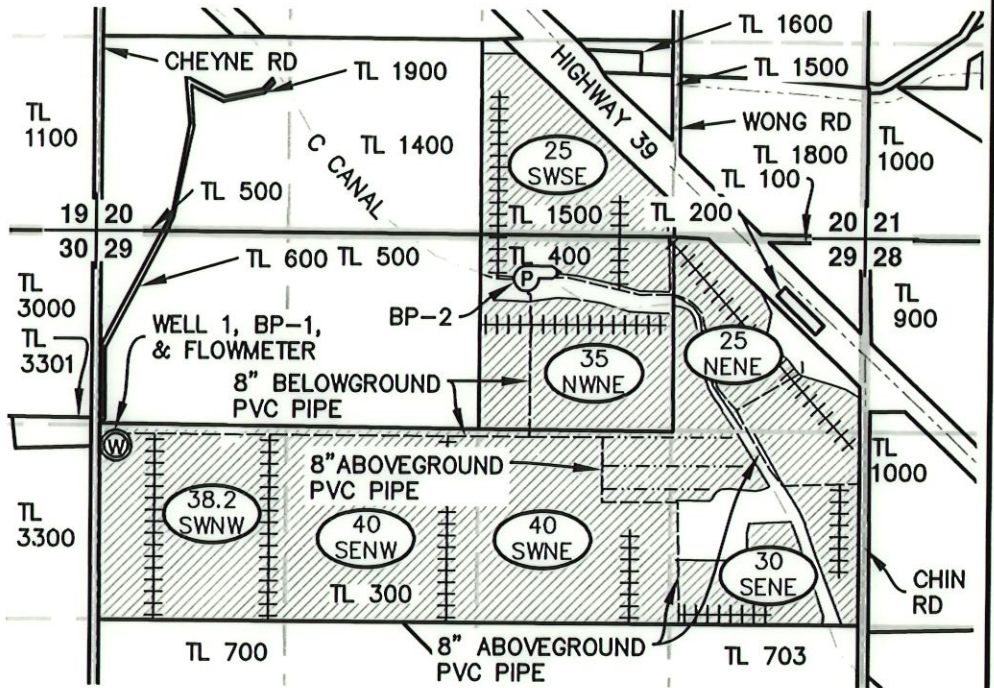 TL 1600
CHEYNE RD
TL 1900
HIGHWAY 39
TL 1500
TL
1100
C CANAL
TL 1400
25
SWSE
WONG RD
TL 1800
TL
1000
TL 500
TL 100
19 20
TL 1500
TL 200
20 21
30 29
TL 600
TL 500
TL 400
29 28
TL
3000
P
BP-2
TL
900
WELL 1, BP-1,
& FLOWMETER
TL
3301
35
NWNE
25
NENE
8" BELOWGROUND
PVC PIPE
W
8" ABOVEGROUND
PVC PIPE
TL
1000
TL
3300
38.2
SWNW
40
SENW
40
SWNE
30
SENE
TL 300
CHIN
RD
TL 700
8" ABOVEGROUND
PVC PIPE
TL 703